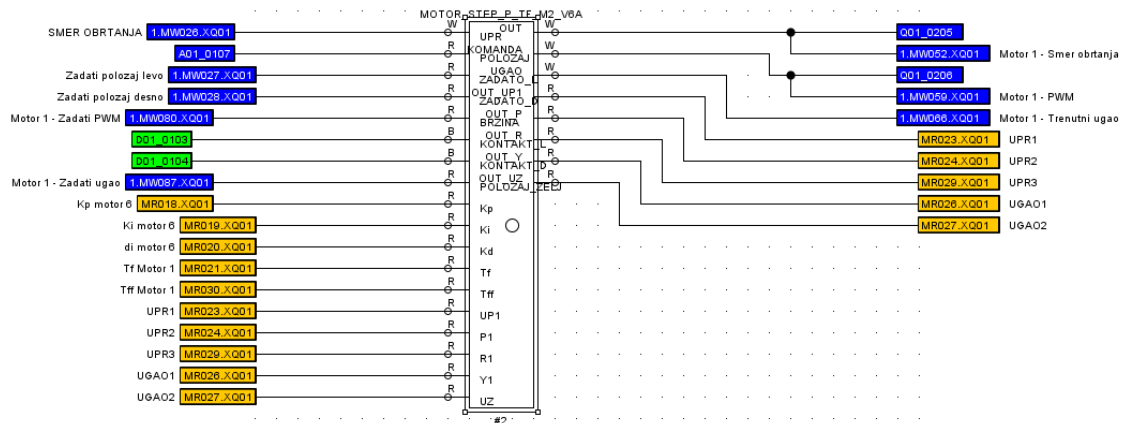 MOTOR_STEP_P_TF_M2_V6A
SMER OBRTANJA 1.MW026.XQ01 W UPR OUT W Q01_0205
A01_0107 R KOMANDA POLOZAJ W 1.MW052.XQ01 Motor 1 - Smer obrtanja
Zadati polozaj levo 1.MW027.XQ01 R UGAO ZADATO_L W Q01_0206
Zadati polozaj desno 1.MW028.XQ01 R OUT_UP1 ZADATO_D R 1.MW059.XQ01 Motor 1 - PWM
Motor 1 - Zadati PWM 1.MW080.XQ01 R OUT_P BRZINA R 1.MW066.XQ01 Motor 1 - Trenutni ugao
D01_0103 B OUT_R KONTAKT_L R MR023.XQ01 UPR1
D01_0104 B OUT_Y KONTAKT_D R MR024.XQ01 UPR2
Motor 1 - Zadati ugao 1.MW087.XQ01 R OUT_UZ POLOZAJ_ZELJ R MR029.XQ01 UPR3
Kp motor 6 MR018.XQ01 R Kp MR026.XQ01 UGAO1
Ki motor 6 MR019.XQ01 R Ki MR027.XQ01 UGAO2
di motor 6 MR020.XQ01 R Kd
Tf Motor 1 MR021.XQ01 R Tf
Tff Motor 1 MR030.XQ01 R Tff
UPR1 MR023.XQ01 R UP1
UPR2 MR024.XQ01 R P1
UPR3 MR029.XQ01 R R1
UGAO1 MR026.XQ01 R Y1
UGAO2 MR027.XQ01 R UZ
#2